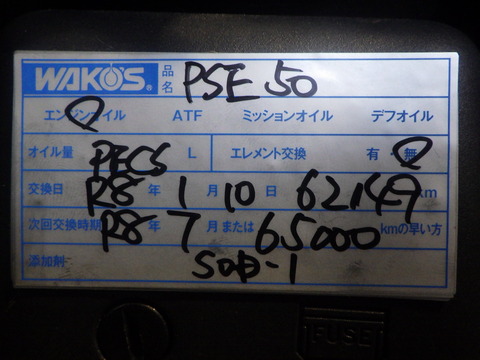 WAKO'S® 品名 PSE50
エンジンオイル ATF ミッションオイル デフオイル
オイル量 PECS L エレメント交換 有・無
交換日 R8 年 1 月 10 日 62149 km
次回交換時期 R8 年 7 月または 65000 kmの早い方
添加剤 SOD-1
FUSE